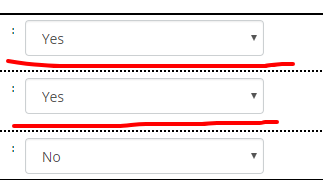 : Yes
: Yes
: No